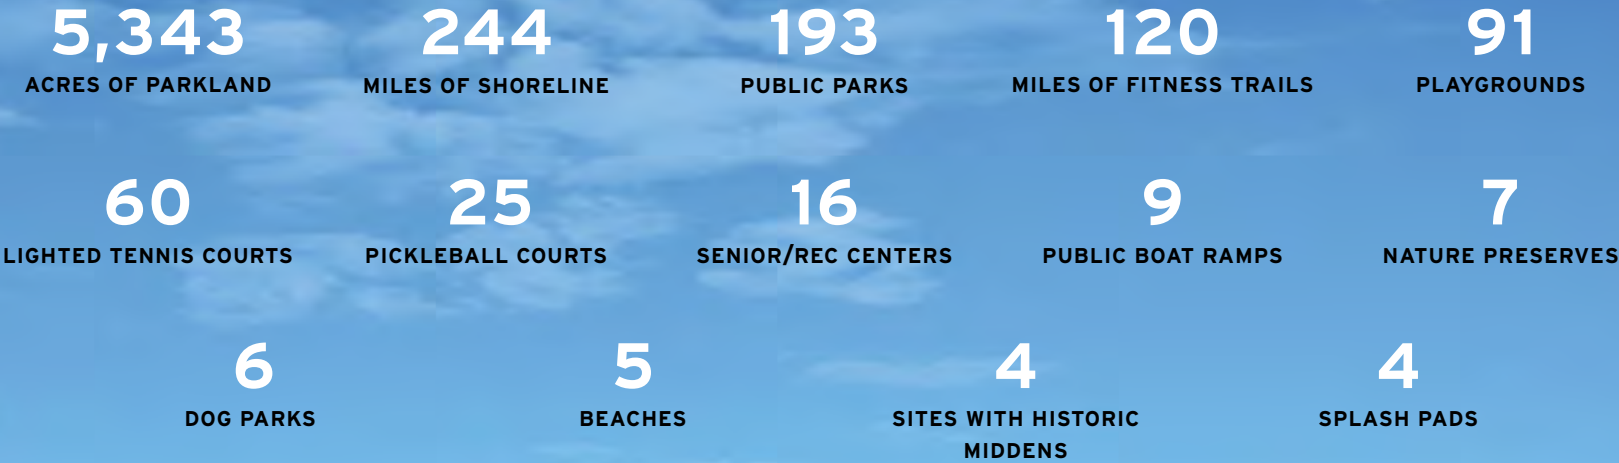 5,343 244 193 120 91
ACRES OF PARKLAND MILES OF SHORELINE PUBLIC PARKS MILES OF FITNESS TRAILS PLAYGROUNDS
60 25 16 9 7
LIGHTED TENNIS COURTS PICKLEBALL COURTS SENIOR/REC CENTERS PUBLIC BOAT RAMPS NATURE PRESERVES
6 5 4 4
DOG PARKS BEACHES SITES WITH HISTORIC SPLASH PADS
MIDDENS